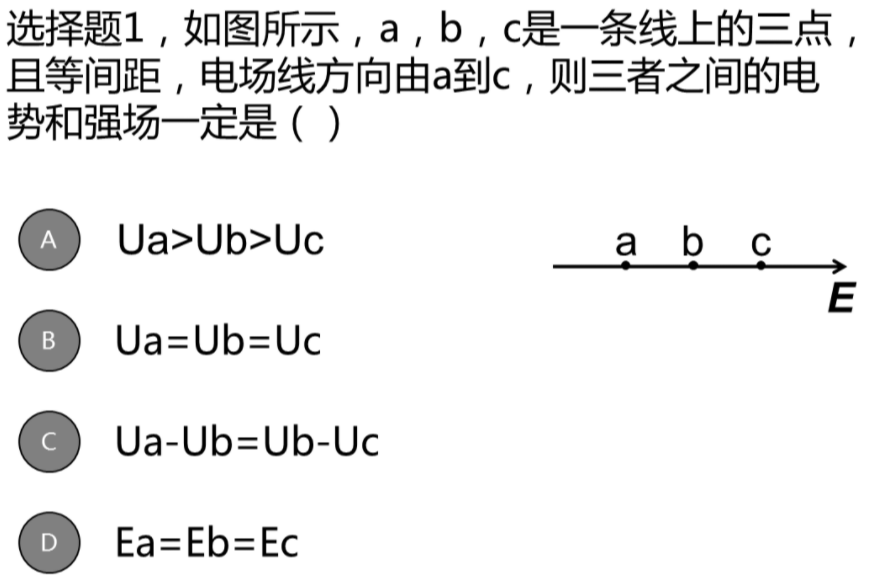 选择题1，如图所示，a，b，c是一条线上的三点，
且等间距，电场线方向由a到c，则三者之间的电
势和强场一定是（ ）
A Ua>Ub>Uc
a b c
E
B Ua=Ub=Uc
C Ua-Ub=Ub-Uc
D Ea=Eb=Ec